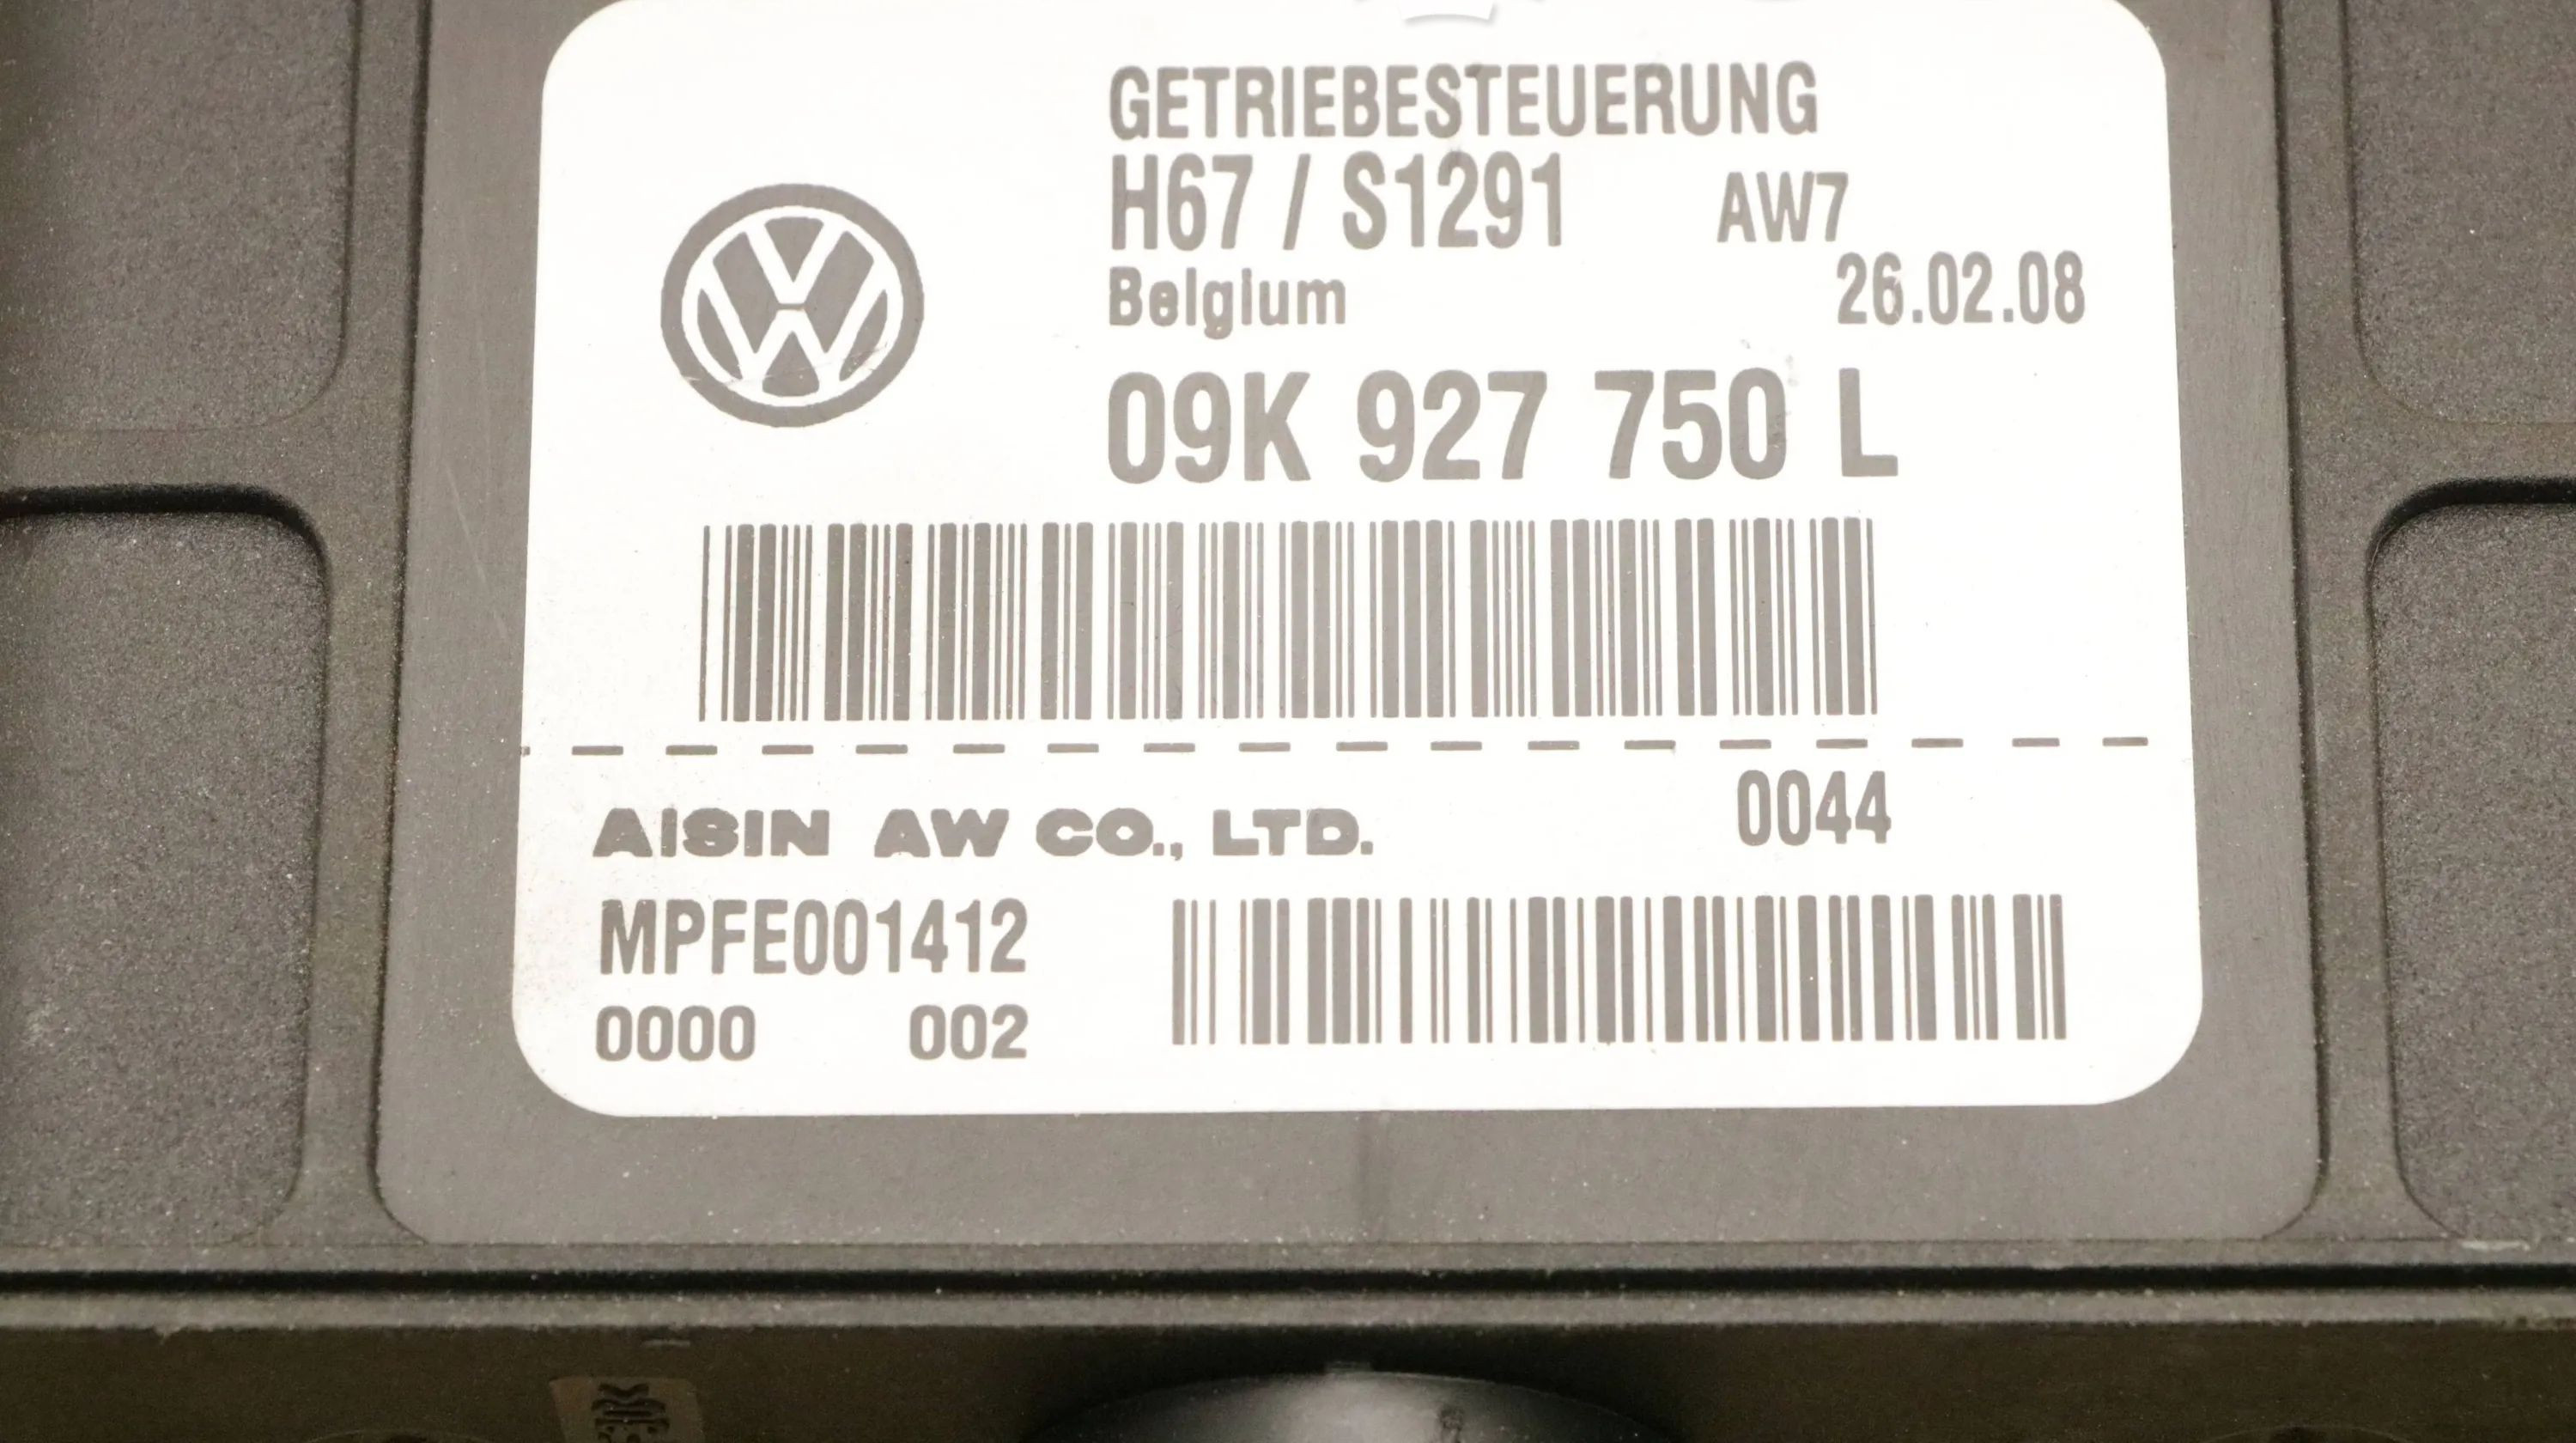 GETRIEBESTEUERUNG
H67 / S1291 AW7
Belgium 26.02.08
09K 927 750 L
0044
AISIN AW CO., LTD.
MPFE001412
0000 002